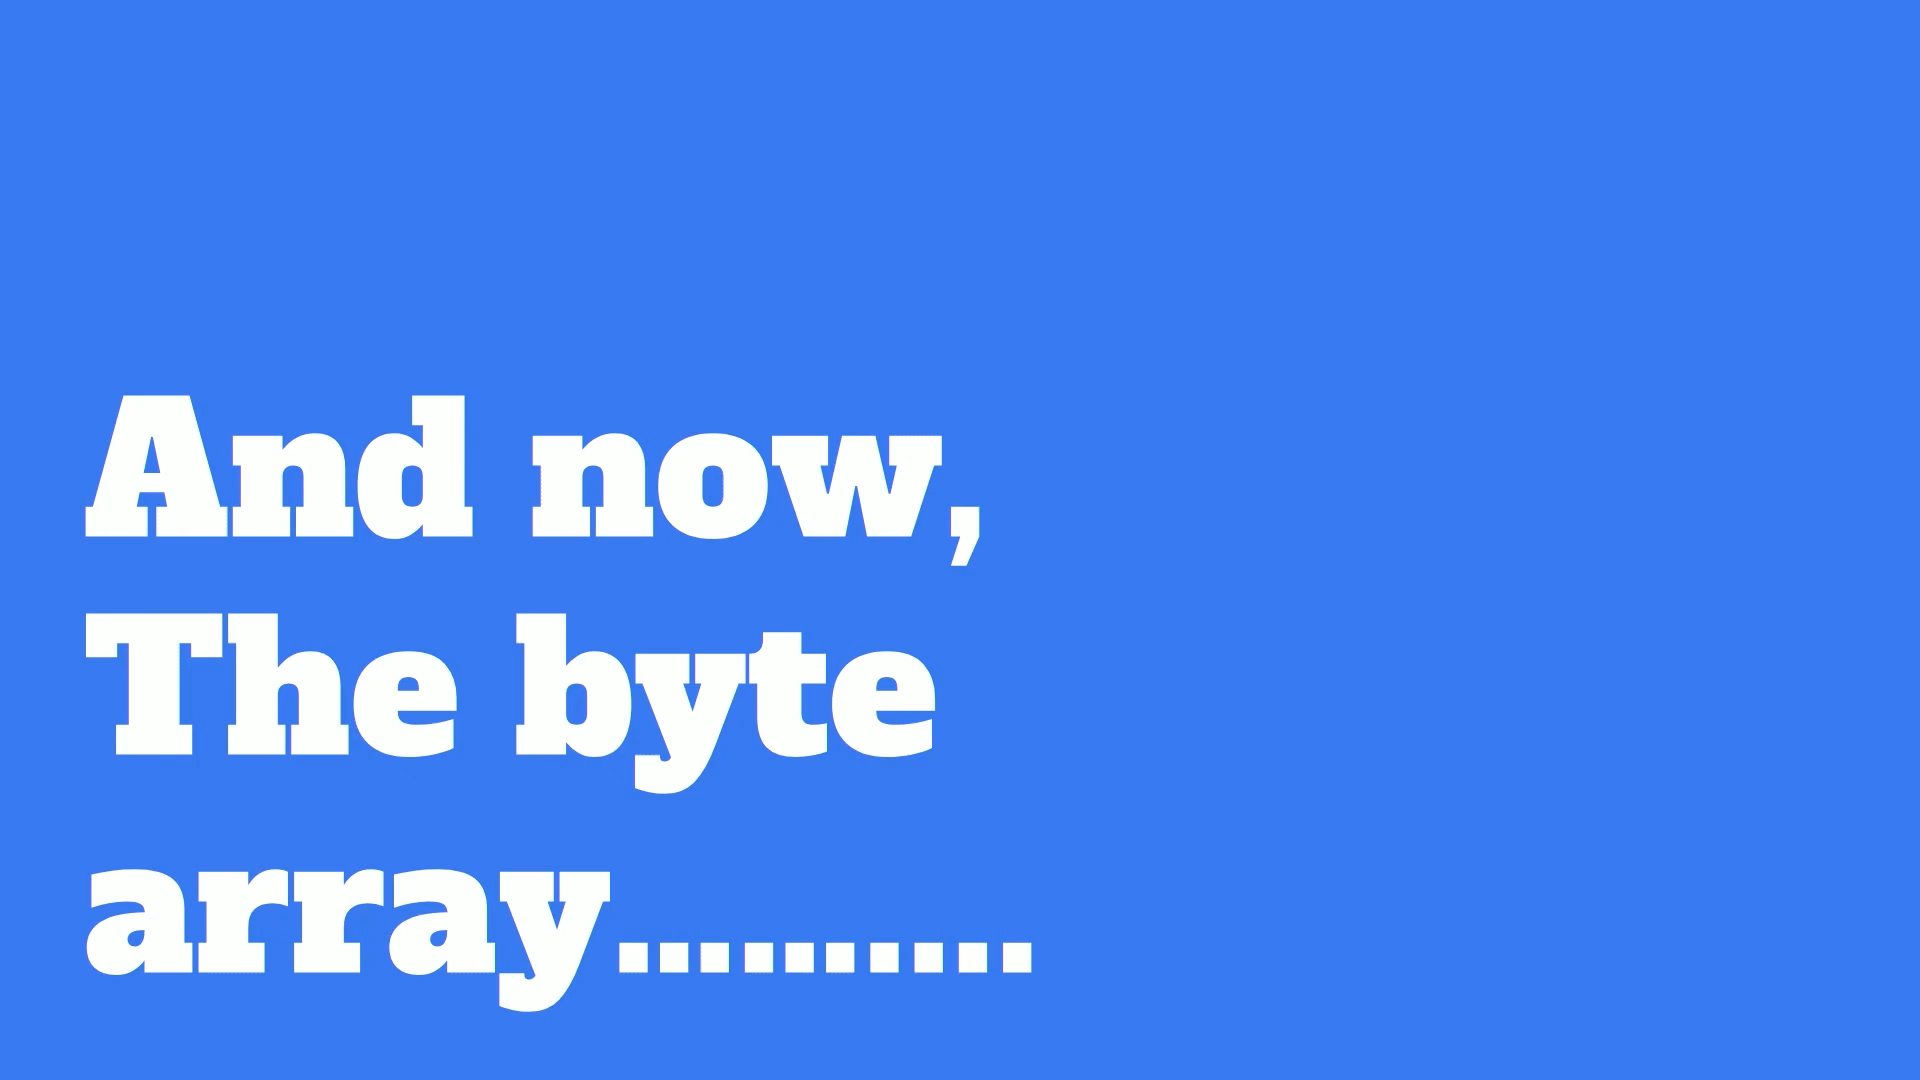 And now,
The byte
array..........